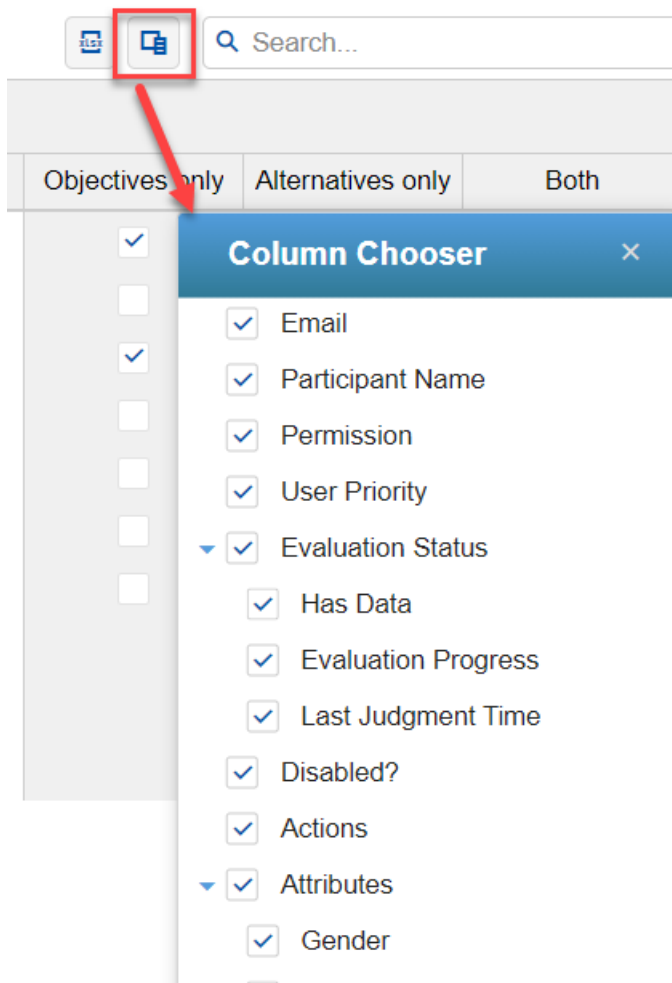 XLSX
Search...
Objectives only Alternatives only Both
Column Chooser ×
Email
Participant Name
Permission
User Priority
Evaluation Status
Has Data
Evaluation Progress
Last Judgment Time
Disabled?
Actions
Attributes
Gender